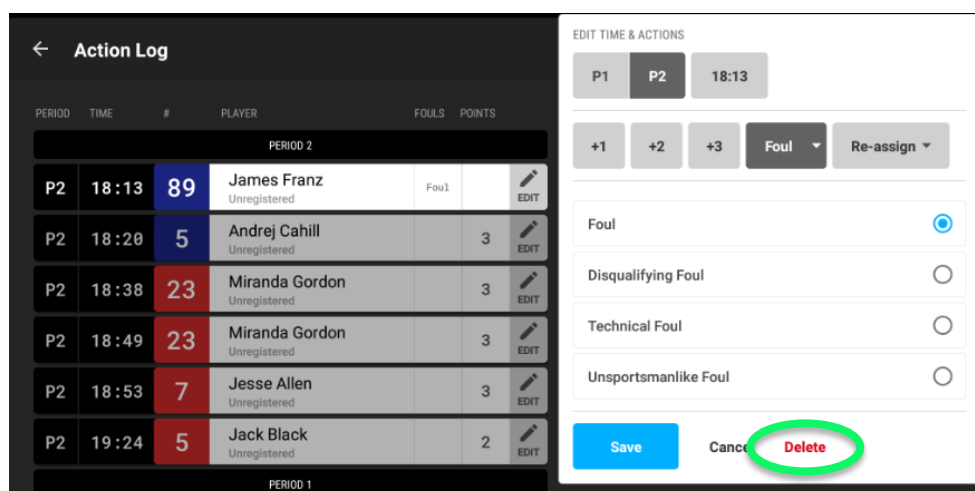 Action Log
PERIOD TIME # PLAYER FOULS POINTS
PERIOD 2
P2 18:13 89 James Franz Foul EDIT
Unregistered
P2 18:20 5 Andrej Cahill 3 EDIT
Unregistered
P2 18:38 23 Miranda Gordon 3 EDIT
Unregistered
P2 18:49 23 Miranda Gordon 3 EDIT
Unregistered
P2 18:53 7 Jesse Allen 3 EDIT
Unregistered
P2 19:24 5 Jack Black 2 EDIT
Unregistered
PERIOD 1
EDIT TIME & ACTIONS
P1 P2 18:13
+1 +2 +3 Foul Re-assign
Foul
Disqualifying Foul
Technical Foul
Unsportsmanlike Foul
Save Cancel Delete